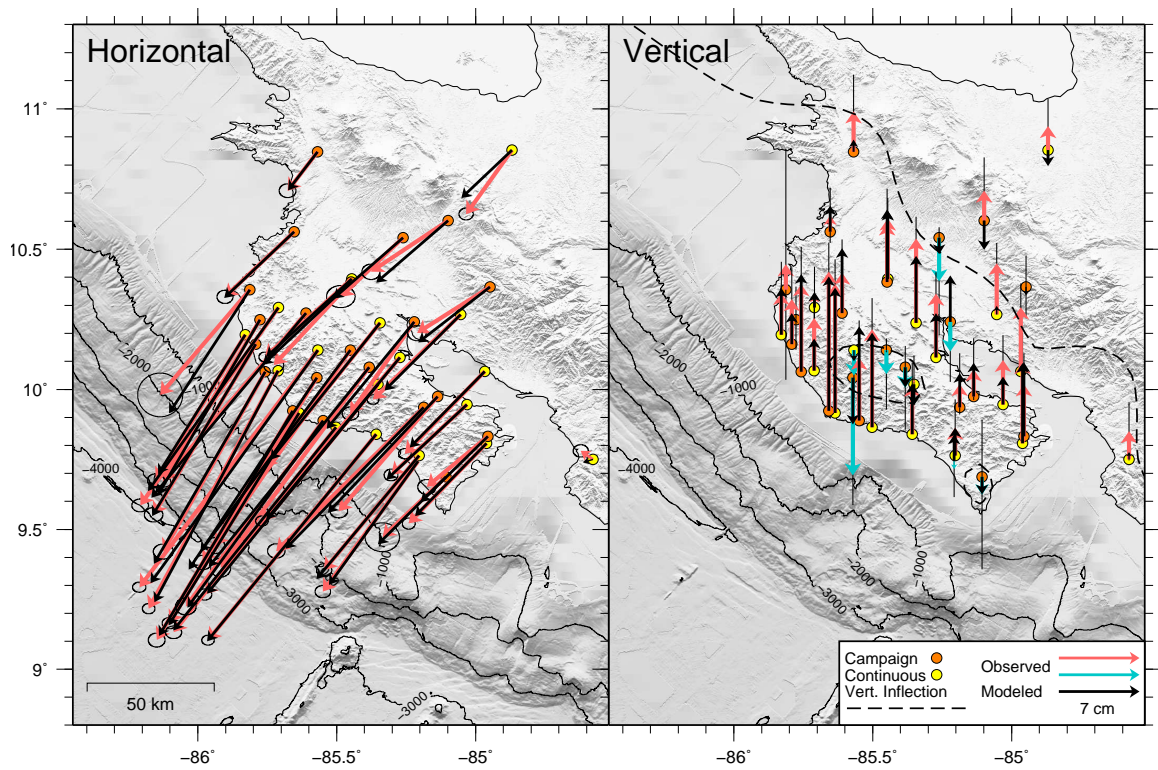 Horizontal
Vertical
11°
10.5°
10°
9.5°
9°
−2000
−1000
−4000
−1000
−3000
−3000
−1000
−4000
−2000
−1000
−3000
50 km
Campaign
Continuous
Vert. Inflection
Observed
Modeled
7 cm
−86°
−85.5°
−85°
−86°
−85.5°
−85°